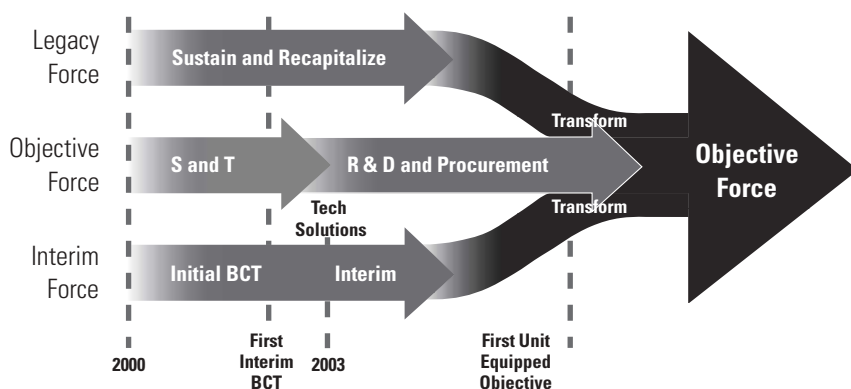 Legacy
Force
Sustain and Recapitalize
Transform
Objective
Force
S and T
R & D and Procurement
Objective
Force
Tech
Solutions
Transform
Interim
Force
Initial BCT
Interim
2000
First
Interim
BCT
2003
First Unit
Equipped
Objective